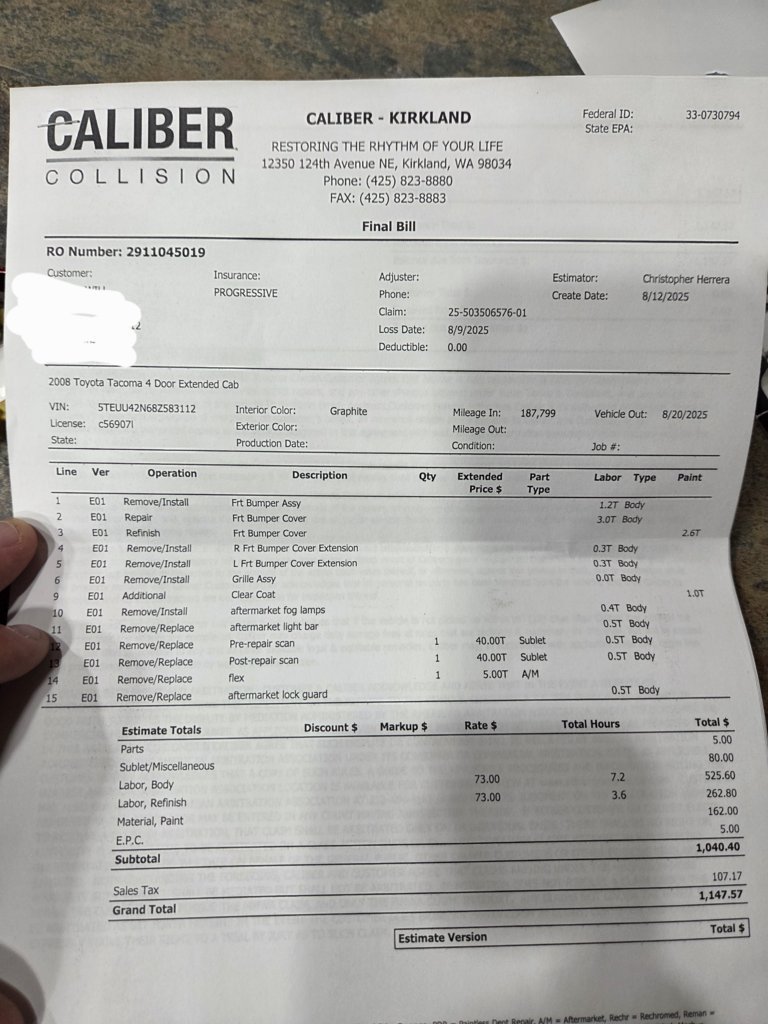 CALIBER
COLLISION
CALIBER - KIRKLAND
RESTORING THE RHYTHM OF YOUR LIFE
12350 124th Avenue NE, Kirkland, WA 98034
Phone: (425) 823-8880
FAX: (425) 823-8883
Federal ID: 33-0730794
State EPA:
Final Bill
RO Number: 2911045019
Customer: Insurance: Adjuster: Estimator: Christopher Herrera
PROGRESSIVE Phone: Create Date: 8/12/2025
Claim: 25-503506576-01
Loss Date: 8/9/2025
Deductible: 0.00
2008 Toyota Tacoma 4 Door Extended Cab
VIN: 5TEUU42N68Z583112 Interior Color: Graphite Mileage In: 187,799 Vehicle Out: 8/20/2025
License: c56907l Exterior Color: Mileage Out:
State: Production Date: Condition: Job #:
Line Ver Operation Description Qty Extended Price $ Part Type Labor Type Paint
1 E01 Remove/Install Frt Bumper Assy 1.2T Body
2 E01 Repair Frt Bumper Cover 3.0T Body
3 E01 Refinish Frt Bumper Cover 2.6T
4 E01 Remove/Install R Frt Bumper Cover Extension 0.3T Body
5 E01 Remove/Install L Frt Bumper Cover Extension 0.3T Body
6 E01 Remove/Install Grille Assy 0.0T Body
9 E01 Additional Clear Coat 1.0T
10 E01 Remove/Install aftermarket fog lamps 0.4T Body
11 E01 Remove/Replace aftermarket light bar 0.5T Body
12 E01 Remove/Replace Pre-repair scan 1 40.00T Sublet 0.5T Body
13 E01 Remove/Replace Post-repair scan 1 40.00T Sublet 0.5T Body
14 E01 Remove/Replace flex 1 5.00T A/M
15 E01 Remove/Replace aftermarket lock guard 0.5T Body
Estimate Totals Discount $ Markup $ Rate $ Total Hours Total $
Parts 5.00
Sublet/Miscellaneous 80.00
Labor, Body 73.00 7.2 525.60
Labor, Refinish 73.00 3.6 262.80
Material, Paint 162.00
E.P.C. 5.00
Subtotal 1,040.40
Sales Tax 107.17
Grand Total 1,147.57
Estimate Version Total $
= Paintless Dent Repair, A/M = Aftermarket, Rechr = Rechromed, Reman =